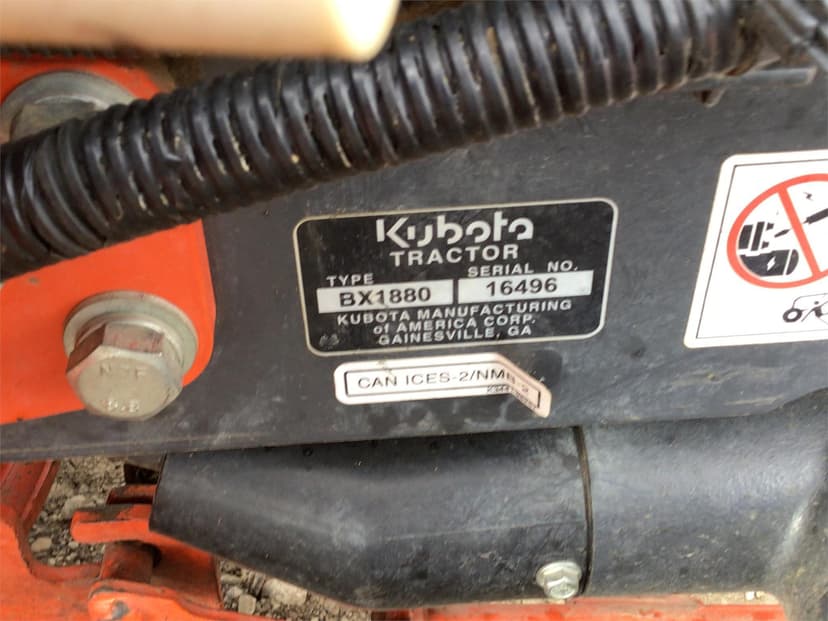 Kubota
TRACTOR
TYPE SERIAL NO.
BX1880 16496
KUBOTA MANUFACTURING
of AMERICA CORP.
GAINESVILLE, GA
CAN ICES-2/NMB-2